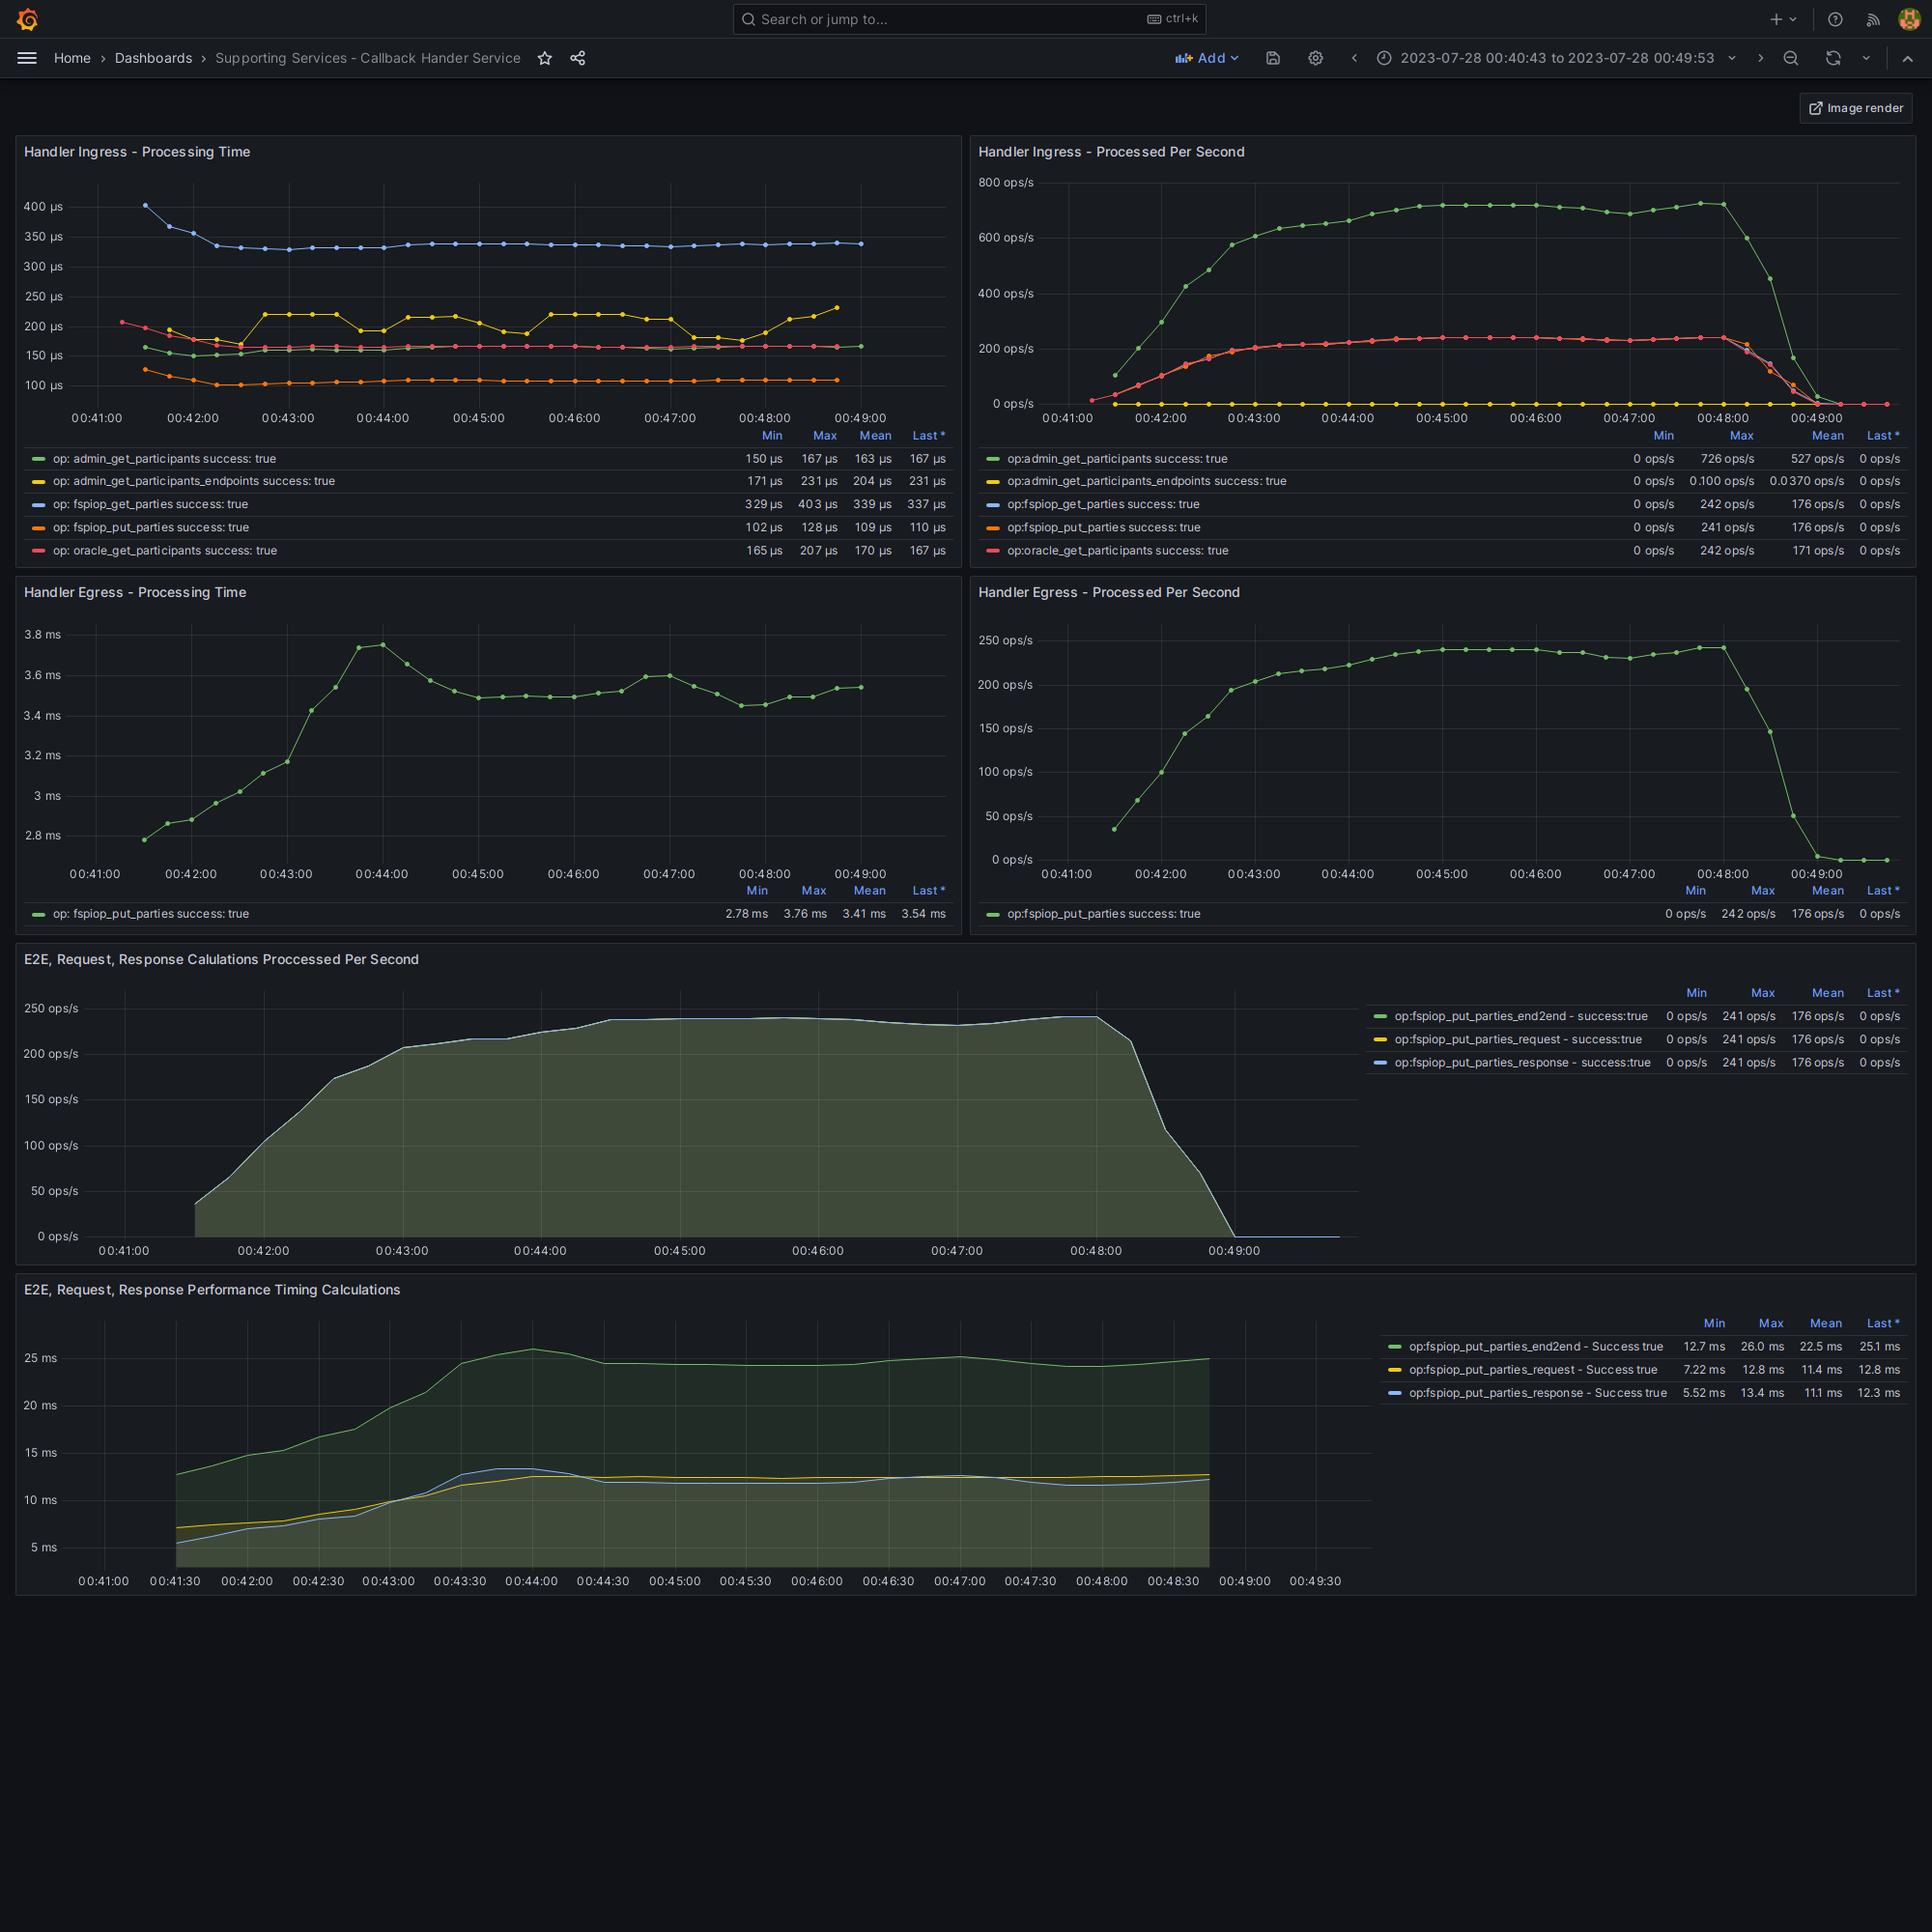 Search or jump to...
ctrl+k
Home
Dashboards
Supporting Services - Callback Hander Service
Add
2023-07-28 00:40:43 to 2023-07-28 00:49:53
Image render
Handler Ingress - Processing Time
400 µs
350 µs
300 µs
250 µs
200 µs
150 µs
100 µs
00:41:00 00:42:00 00:43:00 00:44:00 00:45:00 00:46:00 00:47:00 00:48:00 00:49:00
Min Max Mean Last *
op: admin_get_participants success: true 150 µs 167 µs 163 µs 167 µs
op: admin_get_participants_endpoints success: true 171 µs 231 µs 204 µs 231 µs
op: fspiop_get_parties success: true 329 µs 403 µs 339 µs 337 µs
op: fspiop_put_parties success: true 102 µs 128 µs 109 µs 110 µs
op: oracle_get_participants success: true 165 µs 207 µs 170 µs 167 µs
Handler Ingress - Processed Per Second
800 ops/s
600 ops/s
400 ops/s
200 ops/s
0 ops/s
00:41:00 00:42:00 00:43:00 00:44:00 00:45:00 00:46:00 00:47:00 00:48:00 00:49:00
Min Max Mean Last *
op:admin_get_participants success: true 0 ops/s 726 ops/s 527 ops/s 0 ops/s
op:admin_get_participants_endpoints success: true 0 ops/s 0.100 ops/s 0.0370 ops/s 0 ops/s
op:fspiop_get_parties success: true 0 ops/s 242 ops/s 176 ops/s 0 ops/s
op:fspiop_put_parties success: true 0 ops/s 241 ops/s 176 ops/s 0 ops/s
op:oracle_get_participants success: true 0 ops/s 242 ops/s 171 ops/s 0 ops/s
Handler Egress - Processing Time
3.8 ms
3.6 ms
3.4 ms
3.2 ms
3 ms
2.8 ms
00:41:00 00:42:00 00:43:00 00:44:00 00:45:00 00:46:00 00:47:00 00:48:00 00:49:00
Min Max Mean Last *
op: fspiop_put_parties success: true 2.78 ms 3.76 ms 3.41 ms 3.54 ms
Handler Egress - Processed Per Second
250 ops/s
200 ops/s
150 ops/s
100 ops/s
50 ops/s
0 ops/s
00:41:00 00:42:00 00:43:00 00:44:00 00:45:00 00:46:00 00:47:00 00:48:00 00:49:00
Min Max Mean Last *
op:fspiop_put_parties success: true 0 ops/s 242 ops/s 176 ops/s 0 ops/s
E2E, Request, Response Calulations Proccessed Per Second
250 ops/s
200 ops/s
150 ops/s
100 ops/s
50 ops/s
0 ops/s
00:41:00 00:42:00 00:43:00 00:44:00 00:45:00 00:46:00 00:47:00 00:48:00 00:49:00
Min Max Mean Last *
op:fspiop_put_parties_end2end - success:true 0 ops/s 241 ops/s 176 ops/s 0 ops/s
op:fspiop_put_parties_request - success:true 0 ops/s 241 ops/s 176 ops/s 0 ops/s
op:fspiop_put_parties_response - success:true 0 ops/s 241 ops/s 176 ops/s 0 ops/s
E2E, Request, Response Performance Timing Calculations
25 ms
20 ms
15 ms
10 ms
5 ms
00:41:00 00:41:30 00:42:00 00:42:30 00:43:00 00:43:30 00:44:00 00:44:30 00:45:00 00:45:30 00:46:00 00:46:30 00:47:00 00:47:30 00:48:00 00:48:30 00:49:00 00:49:30
Min Max Mean Last *
op:fspiop_put_parties_end2end - Success true 12.7 ms 26.0 ms 22.5 ms 25.1 ms
op:fspiop_put_parties_request - Success true 7.22 ms 12.8 ms 11.4 ms 12.8 ms
op:fspiop_put_parties_response - Success true 5.52 ms 13.4 ms 11.1 ms 12.3 ms